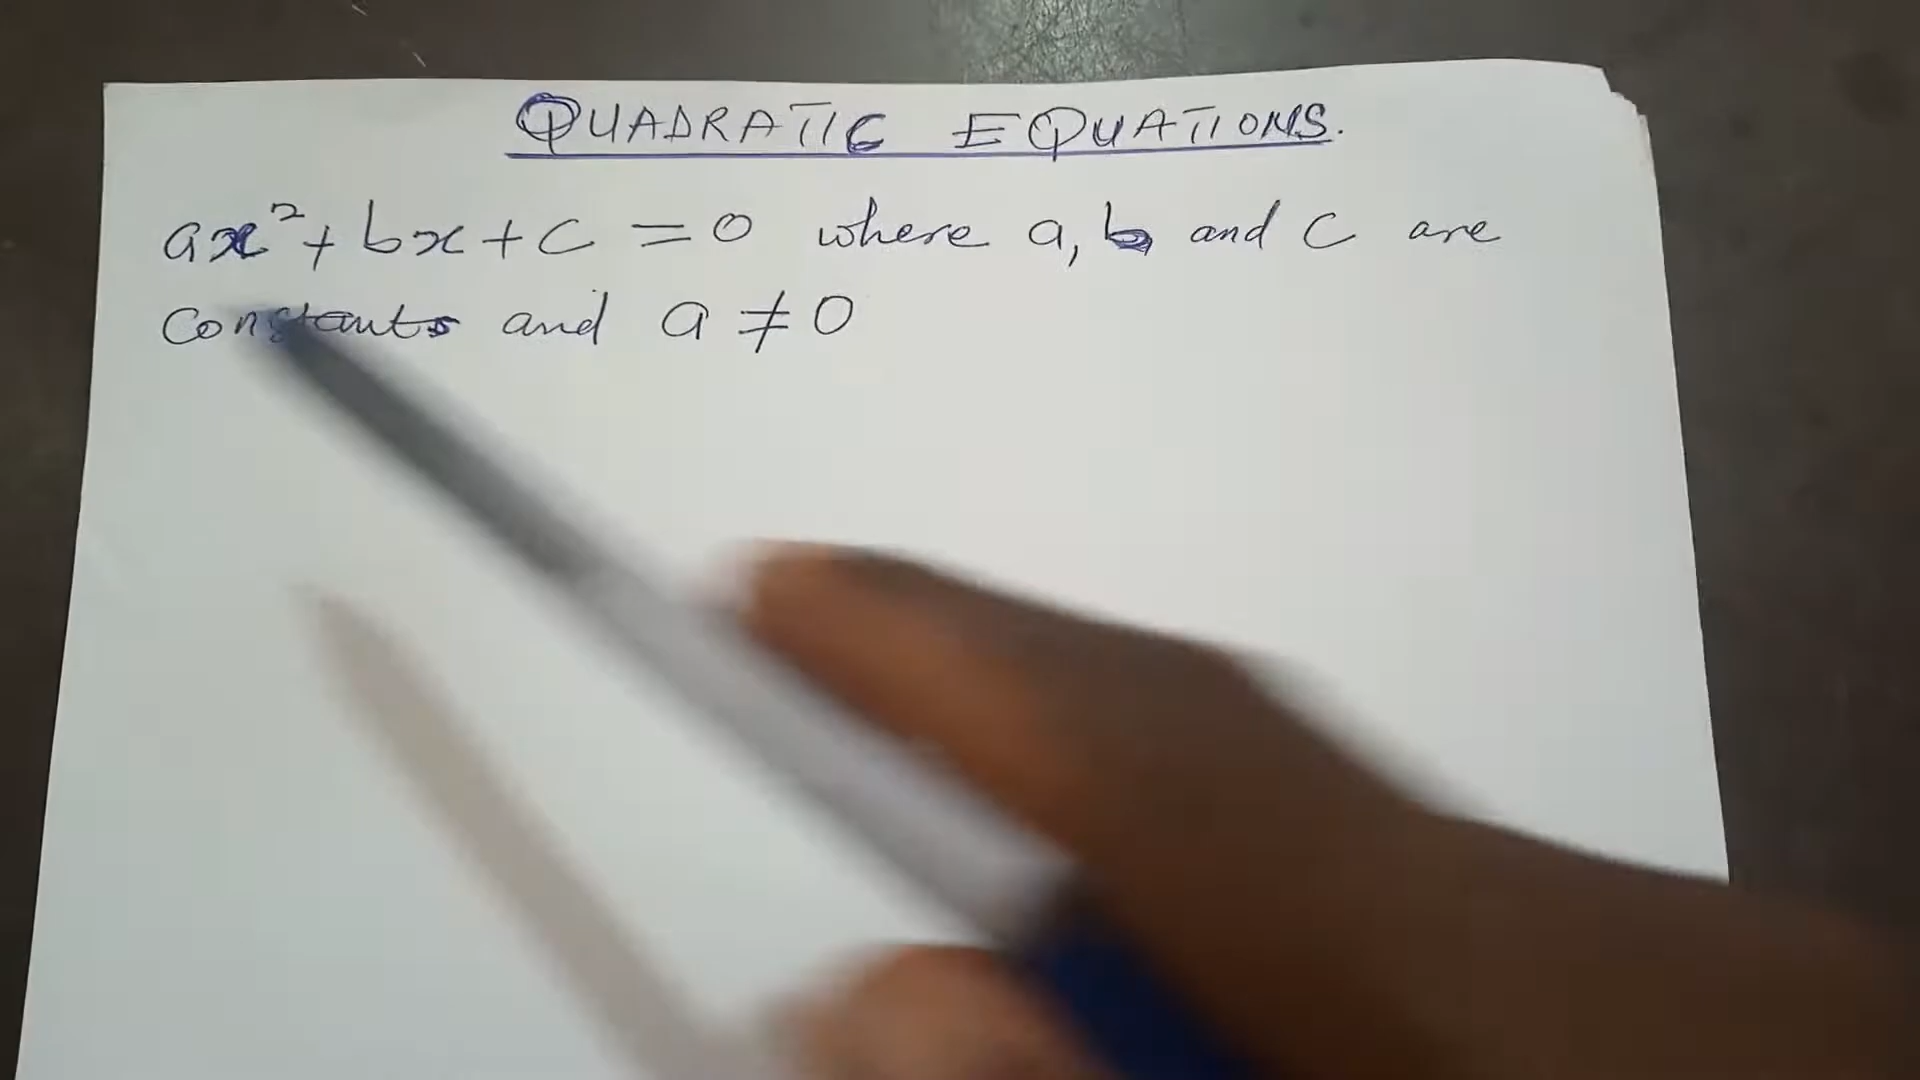 QUADRATIC EQUATIONS.
ax² + bx + c = 0 where a, b and c are
constants and a ≠ 0